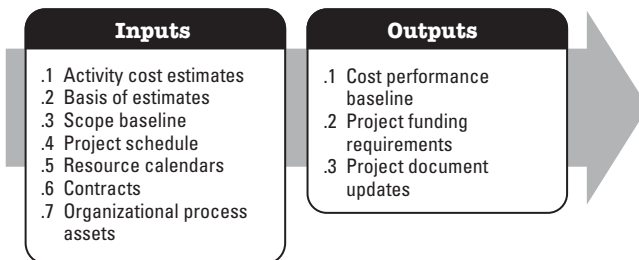 Inputs
.1 Activity cost estimates
.2 Basis of estimates
.3 Scope baseline
.4 Project schedule
.5 Resource calendars
.6 Contracts
.7 Organizational process
assets
Outputs
.1 Cost performance
baseline
.2 Project funding
requirements
.3 Project document
updates